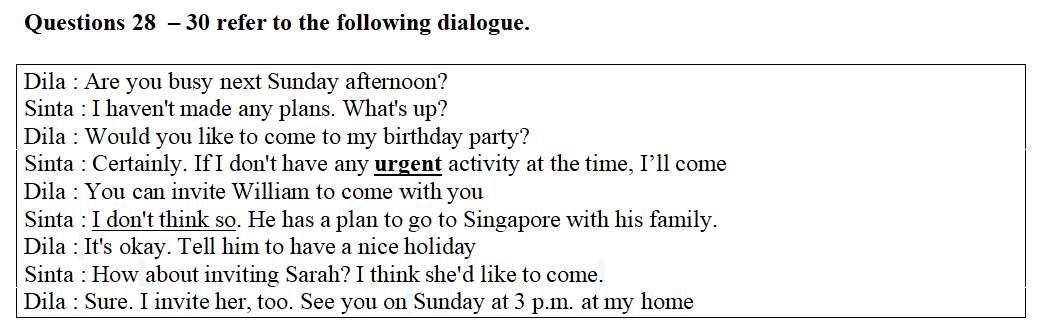 Questions 28 – 30 refer to the following dialogue.
Dila : Are you busy next Sunday afternoon?
Sinta : I haven't made any plans. What's up?
Dila : Would you like to come to my birthday party?
Sinta : Certainly. If I don't have any urgent activity at the time, I’ll come
Dila : You can invite William to come with you
Sinta : I don't think so. He has a plan to go to Singapore with his family.
Dila : It's okay. Tell him to have a nice holiday
Sinta : How about inviting Sarah? I think she'd like to come.
Dila : Sure. I invite her, too. See you on Sunday at 3 p.m. at my home